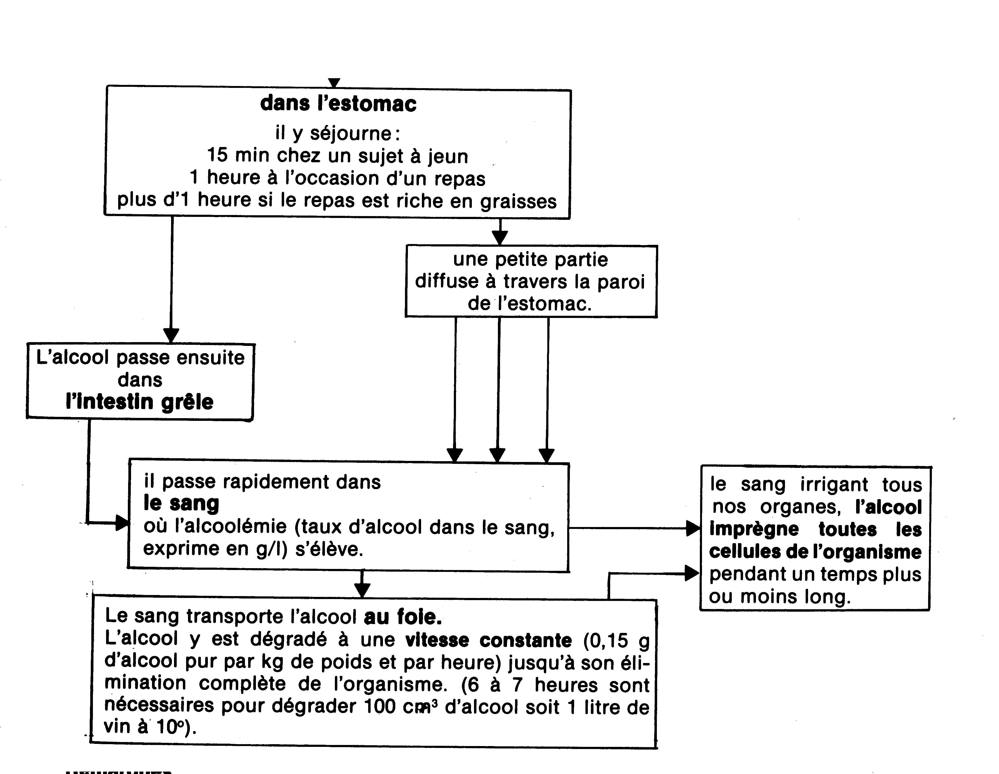 dans l'estomac
il y séjourne :
15 min chez un sujet à jeun
1 heure à l'occasion d'un repas
plus d'1 heure si le repas est riche en graisses
une petite partie
diffuse à travers la paroi
de l'estomac.
L'alcool passe ensuite
dans
l'intestin grêle
il passe rapidement dans
le sang
où l'alcoolémie (taux d'alcool dans le sang,
exprime en g/l) s'élève.
le sang irrigant tous
nos organes, l'alcool
imprègne toutes les
cellules de l'organisme
pendant un temps plus
ou moins long.
Le sang transporte l'alcool au foie.
L'alcool y est dégradé à une vitesse constante (0,15 g
d'alcool pur par kg de poids et par heure) jusqu'à son éli-
mination complète de l'organisme. (6 à 7 heures sont
nécessaires pour dégrader 100 cm³ d'alcool soit 1 litre de
vin à 10°).